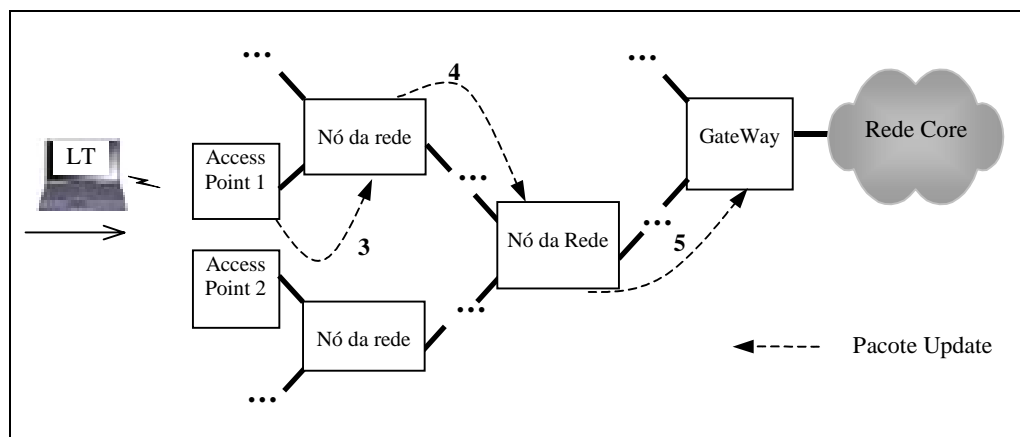 ...
...
4
Nó da rede
GateWay
Rede Core
LT
Access
Point 1
...
3
Nó da Rede
...
5
Access
Point 2
...
Nó da rede
Pacote Update
...